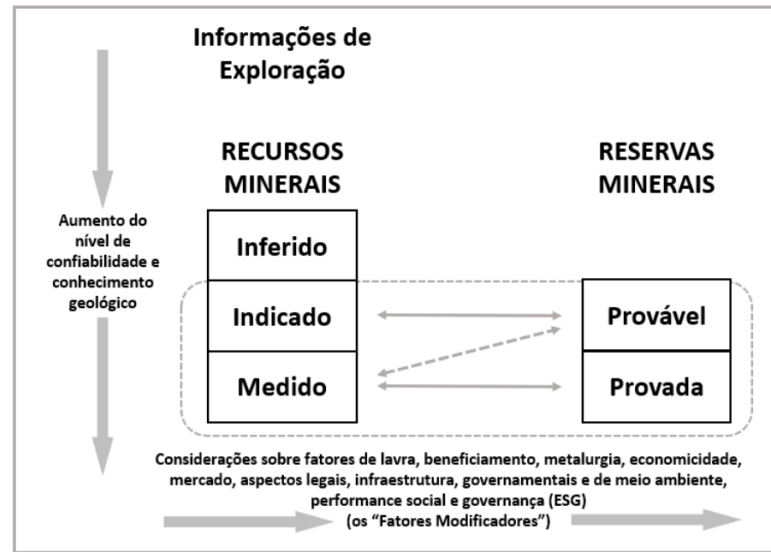 Informações de
Exploração
RECURSOS
MINERAIS
RESERVAS
MINERAIS
Aumento do
nível de
confiabilidade e
conhecimento
geológico
Inferido
Indicado
Provável
Medido
Provada
Considerações sobre fatores de lavra, beneficiamento, metalurgia, economicidade,
mercado, aspectos legais, infraestrutura, governamentais e de meio ambiente,
performance social e governança (ESG)
(os “Fatores Modificadores”)